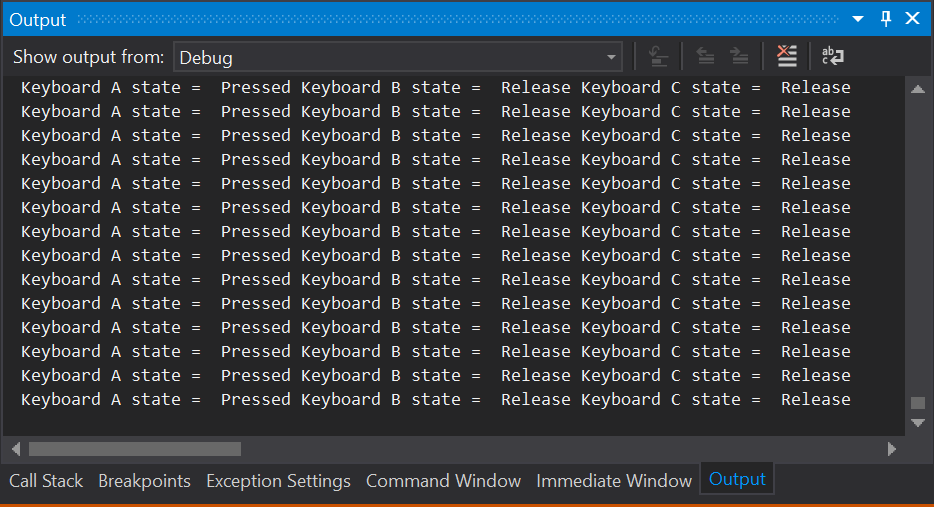 Output
Show output from: Debug
Keyboard A state =  Pressed Keyboard B state =  Release Keyboard C state =  Release
Keyboard A state =  Pressed Keyboard B state =  Release Keyboard C state =  Release
Keyboard A state =  Pressed Keyboard B state =  Release Keyboard C state =  Release
Keyboard A state =  Pressed Keyboard B state =  Release Keyboard C state =  Release
Keyboard A state =  Pressed Keyboard B state =  Release Keyboard C state =  Release
Keyboard A state =  Pressed Keyboard B state =  Release Keyboard C state =  Release
Keyboard A state =  Pressed Keyboard B state =  Release Keyboard C state =  Release
Keyboard A state =  Pressed Keyboard B state =  Release Keyboard C state =  Release
Keyboard A state =  Pressed Keyboard B state =  Release Keyboard C state =  Release
Keyboard A state =  Pressed Keyboard B state =  Release Keyboard C state =  Release
Keyboard A state =  Pressed Keyboard B state =  Release Keyboard C state =  Release
Keyboard A state =  Pressed Keyboard B state =  Release Keyboard C state =  Release
Keyboard A state =  Pressed Keyboard B state =  Release Keyboard C state =  Release
Keyboard A state =  Pressed Keyboard B state =  Release Keyboard C state =  Release
Call Stack Breakpoints Exception Settings Command Window Immediate Window Output